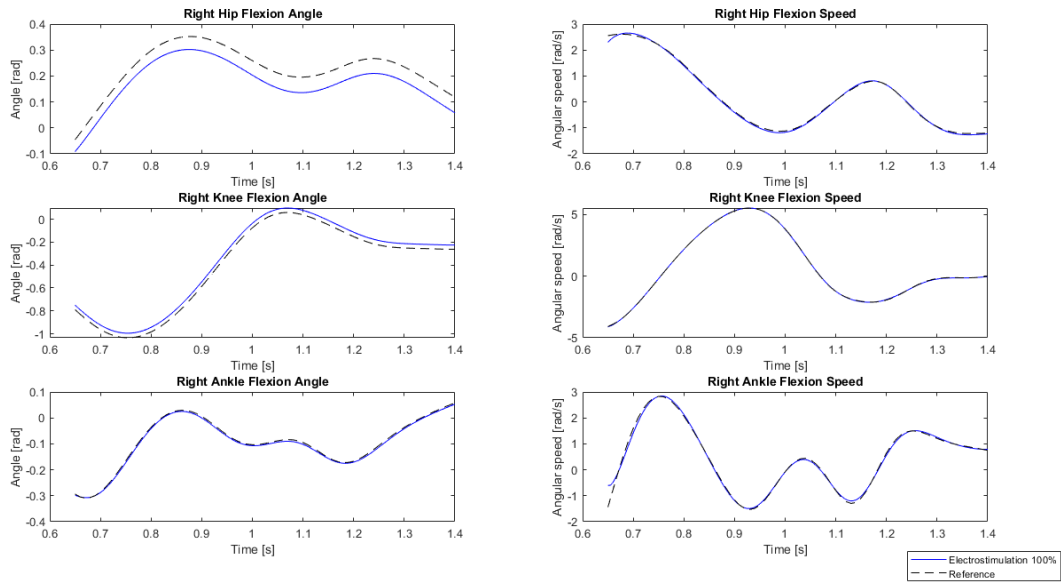 Right Hip Flexion Angle
0.4
0.3
0.2
0.1
0
-0.1
Angle [rad]
0.6 0.7 0.8 0.9 1 1.1 1.2 1.3 1.4
Time [s]
Right Hip Flexion Speed
3
2
1
0
-1
-2
Angular speed [rad/s]
0.6 0.7 0.8 0.9 1 1.1 1.2 1.3 1.4
Time [s]
Right Knee Flexion Angle
0
-0.2
-0.4
-0.6
-0.8
-1
Angle [rad]
0.6 0.7 0.8 0.9 1 1.1 1.2 1.3 1.4
Time [s]
Right Knee Flexion Speed
5
0
-5
Angular speed [rad/s]
0.6 0.7 0.8 0.9 1 1.1 1.2 1.3 1.4
Time [s]
Right Ankle Flexion Angle
0.1
0
-0.1
-0.2
-0.3
-0.4
Angle [rad]
0.6 0.7 0.8 0.9 1 1.1 1.2 1.3 1.4
Time [s]
Right Ankle Flexion Speed
3
2
1
0
-1
-2
Angular speed [rad/s]
0.6 0.7 0.8 0.9 1 1.1 1.2 1.3 1.4
Time [s]
Electrostimulation 100%
Reference